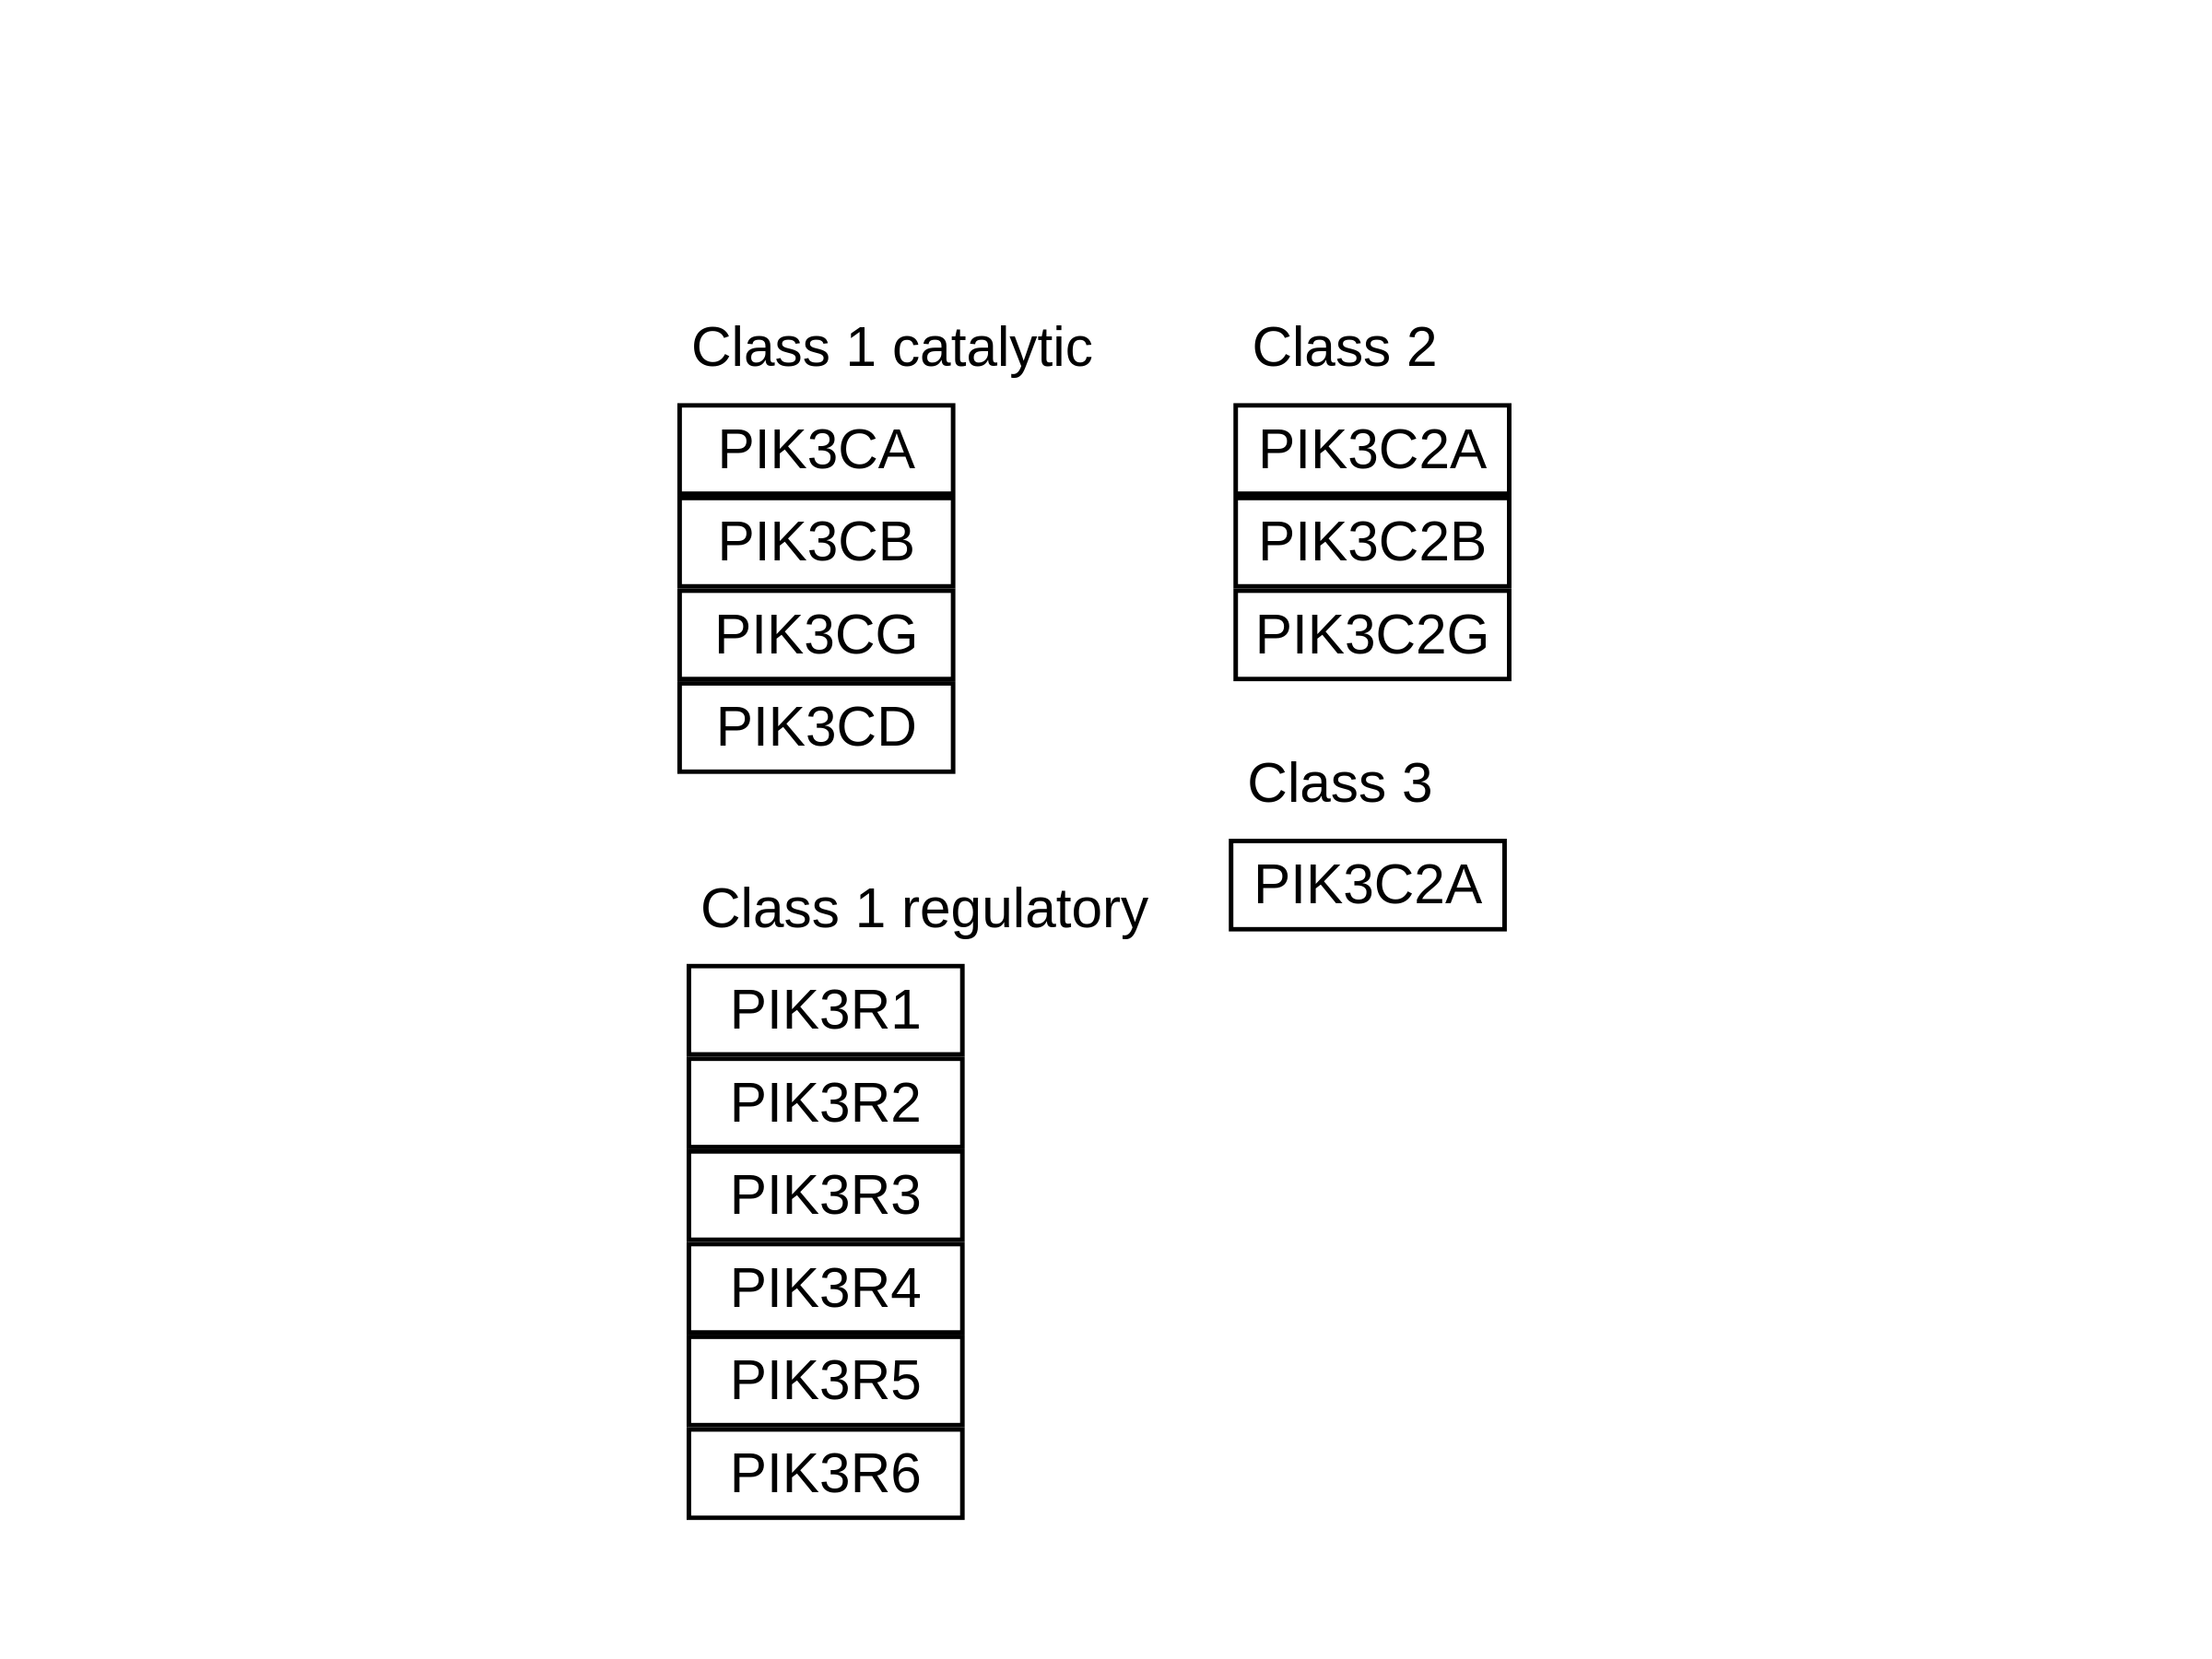 Class 1 catalytic
PIK3CA
PIK3CB
PIK3CG
PIK3CD
Class 1 regulatory
PIK3R1
PIK3R2
PIK3R3
PIK3R4
PIK3R5
PIK3R6
Class 2
PIK3C2A
PIK3C2B
PIK3C2G
Class 3
PIK3C2A